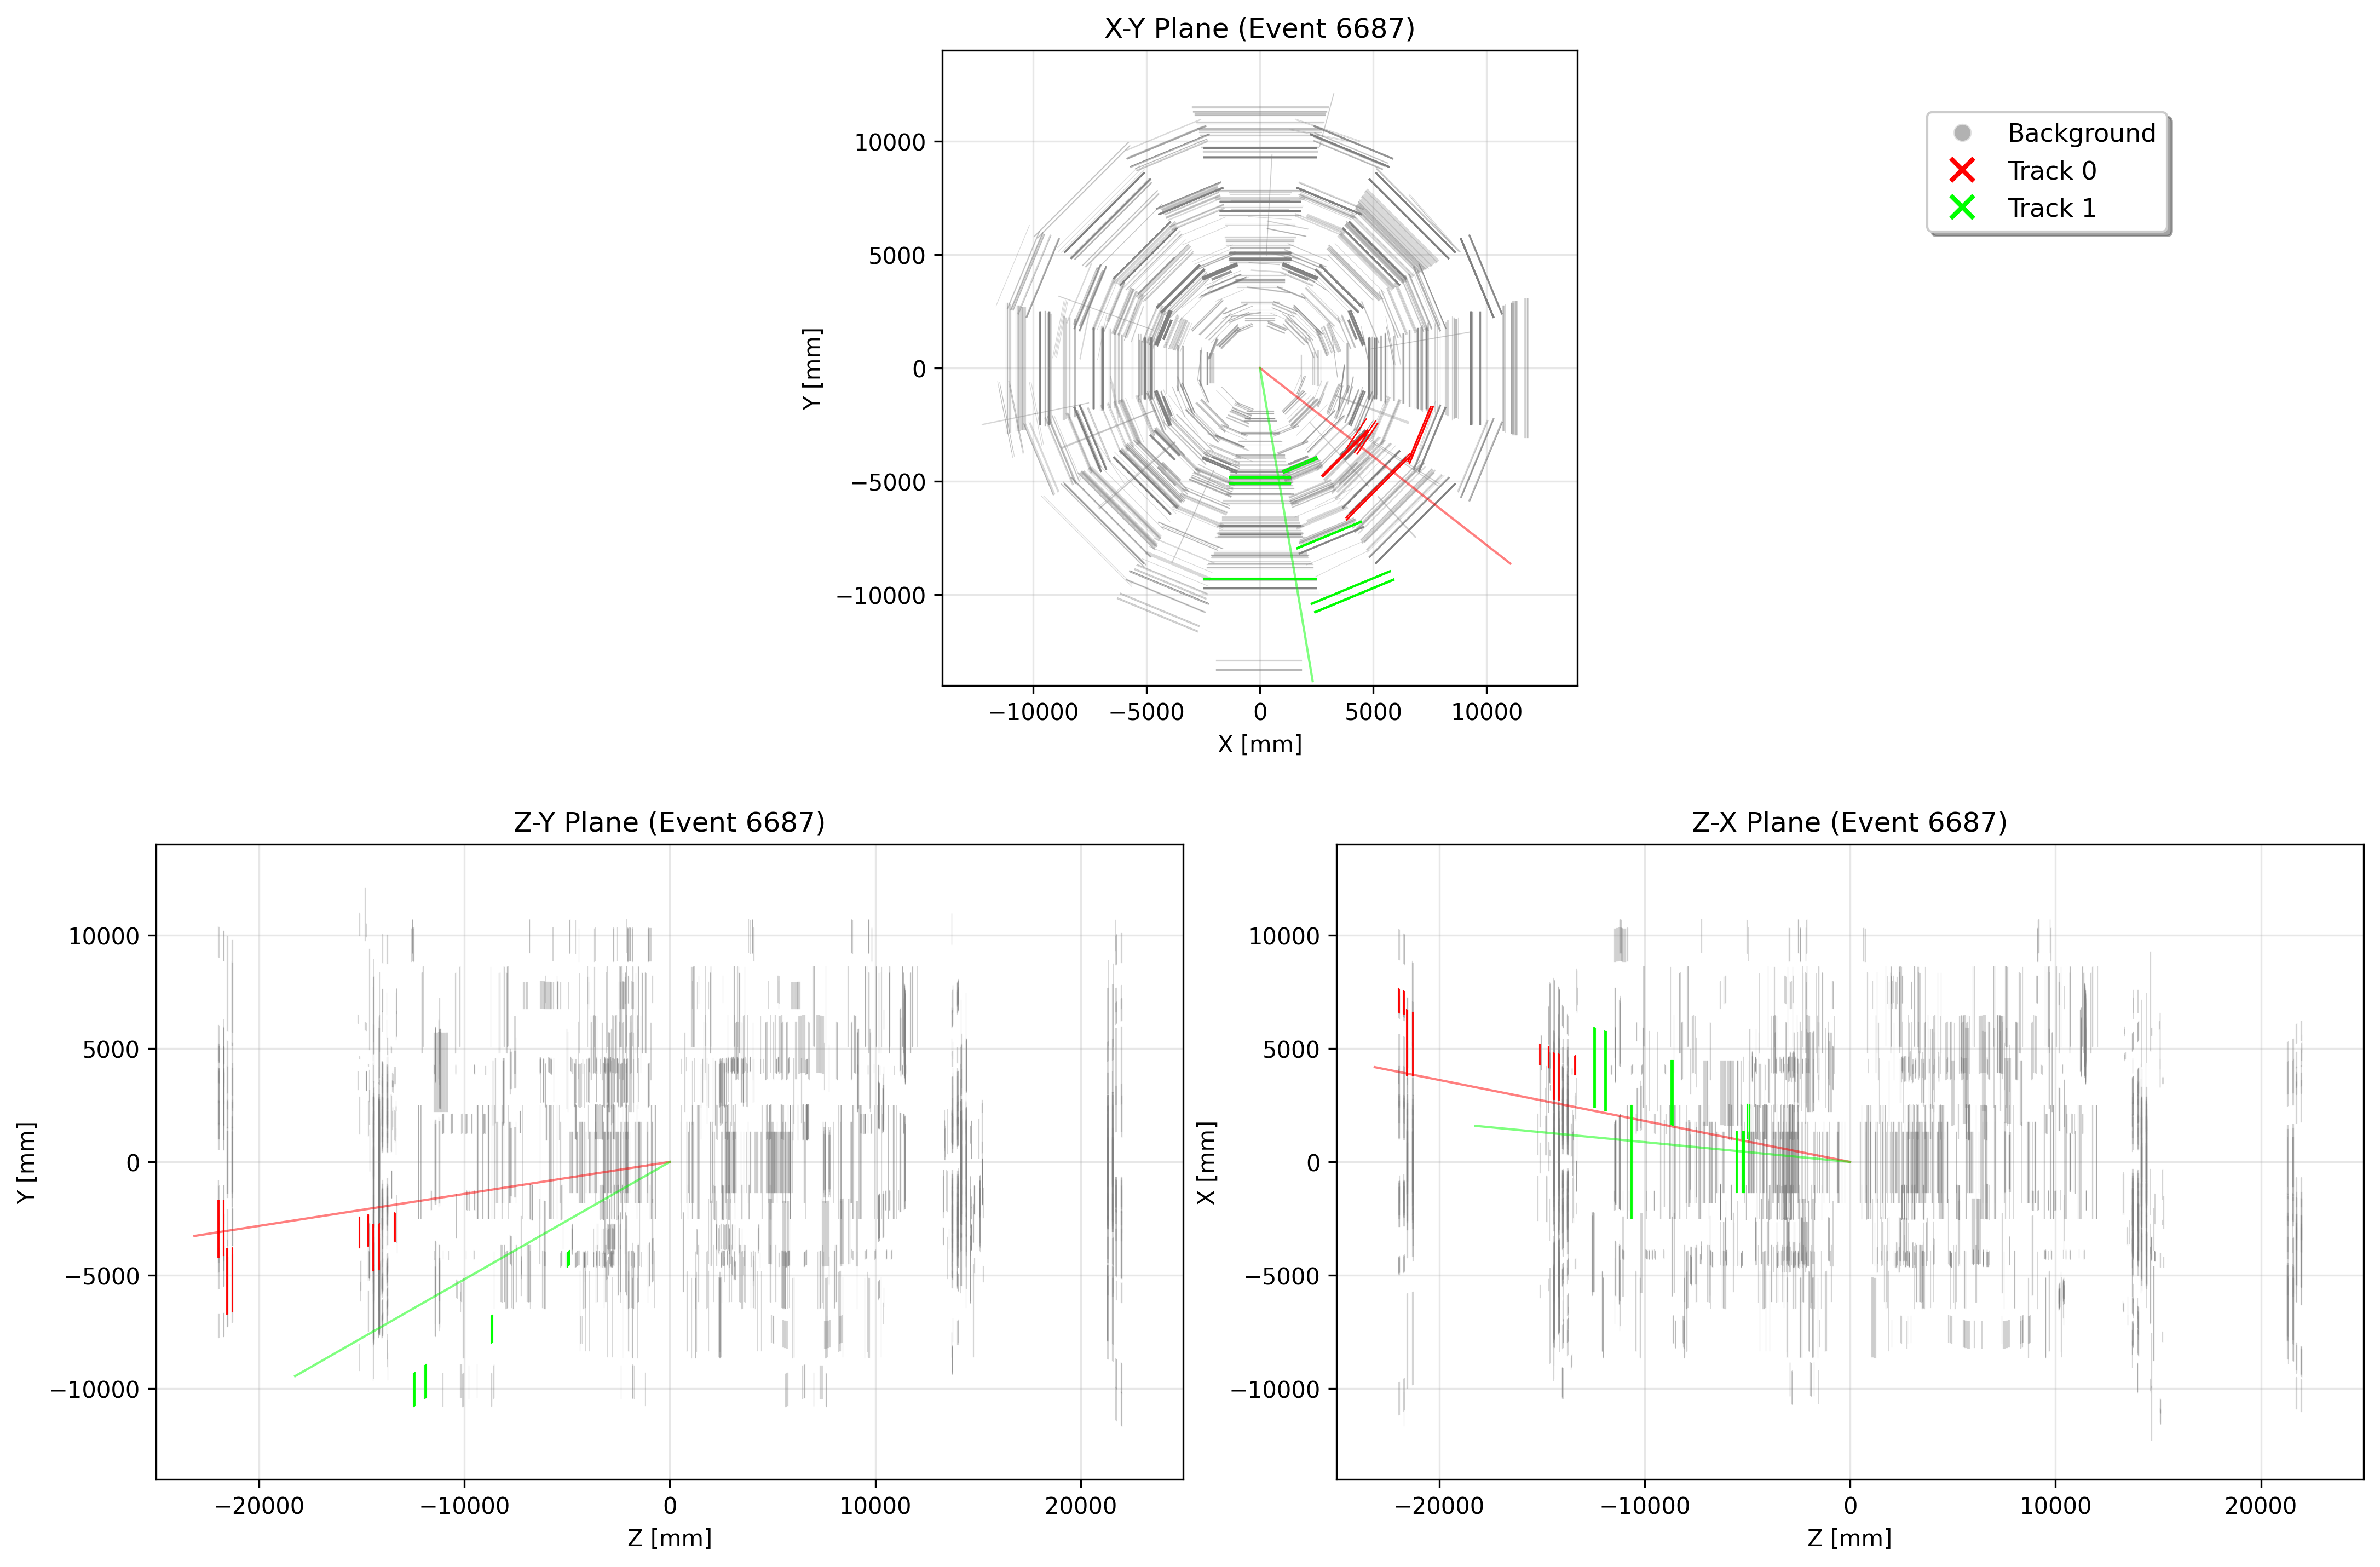 X-Y Plane (Event 6687)
10000
5000
0
−5000
−10000
Y [mm]
−10000 −5000 0 5000 10000
X [mm]
Background
Track 0
Track 1
Z-Y Plane (Event 6687)
10000
5000
0
−5000
−10000
Y [mm]
−20000 −10000 0 10000 20000
Z [mm]
Z-X Plane (Event 6687)
10000
5000
0
−5000
−10000
X [mm]
−20000 −10000 0 10000 20000
Z [mm]